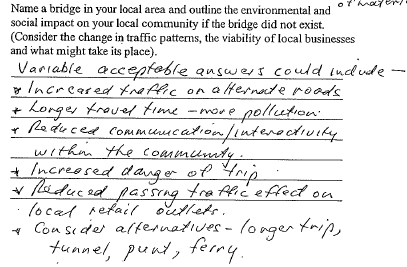 of mater
Name a bridge in your local area and outline the environmental and
social impact on your local community if the bridge did not exist.
(Consider the change in traffic patterns, the viability of local businesses
and what might take its place).
Variable acceptable answers could include –
* Increased traffic on alternate roads
* Longer travel time – more pollution.
* Reduced communication/interactivity
within the community.
* Increased danger of trip.
* Reduced passing traffic effect on
local retail outlets.
* Consider alternatives – longer trip,
tunnel, punt, ferry.